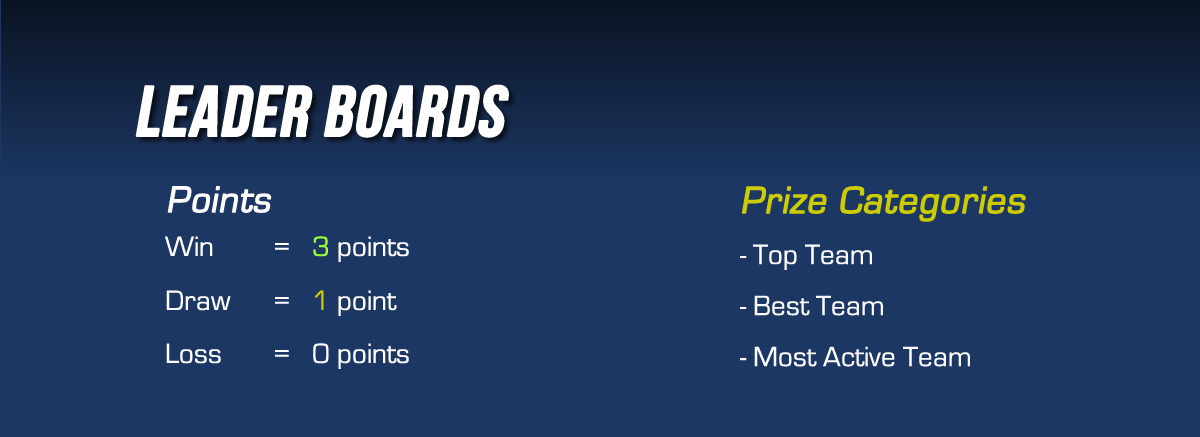 LEADER BOARDS
Points
Win = 3 points
Draw = 1 point
Loss = 0 points
Prize Categories
- Top Team
- Best Team
- Most Active Team